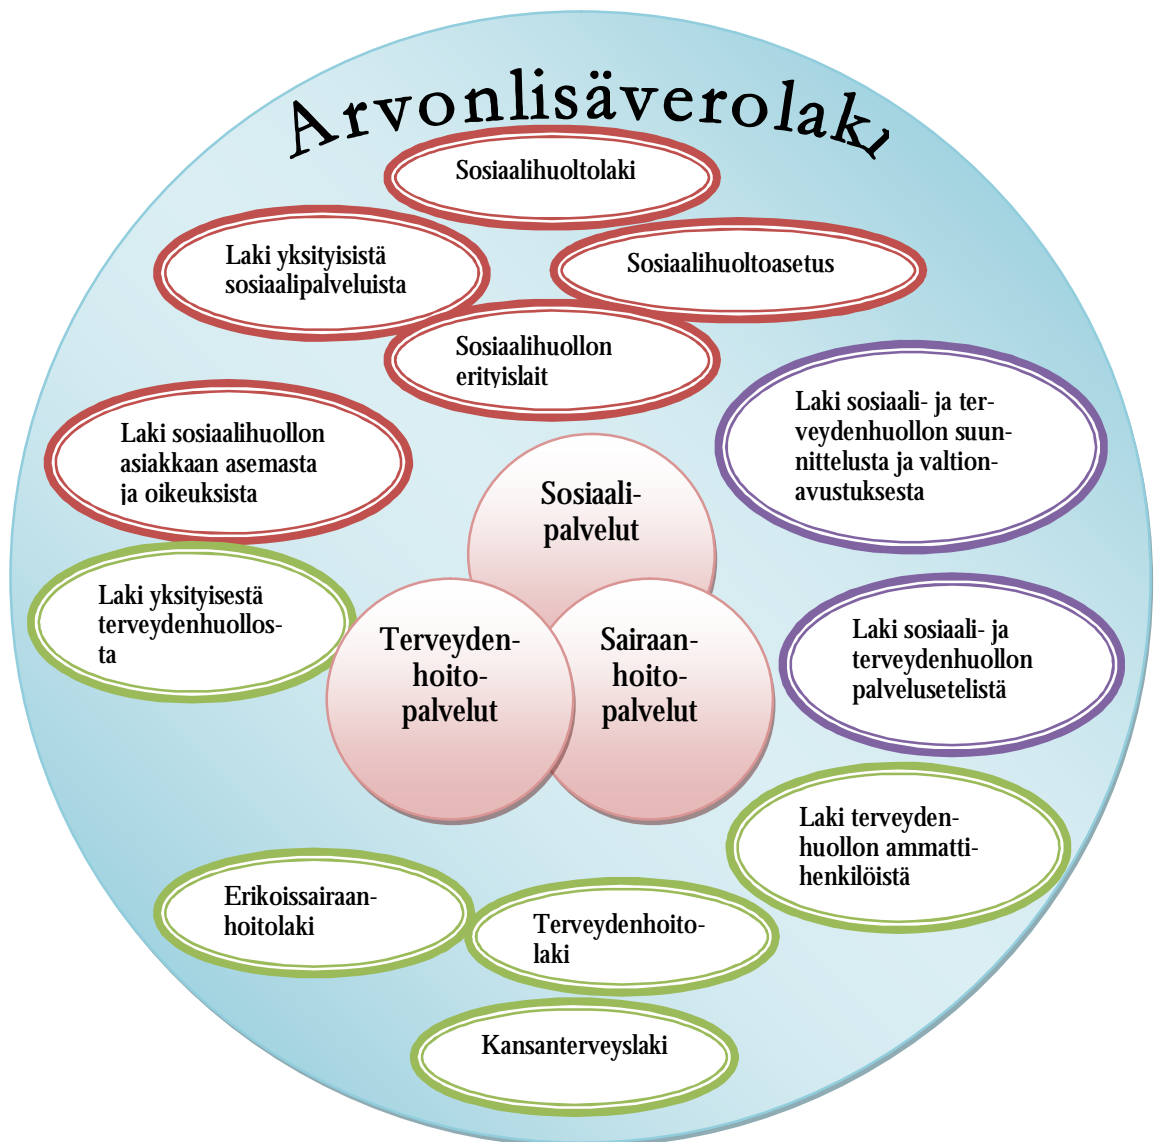 Arvonlisäverolaki
Sosiaalihuoltolaki
Laki yksityisistä
sosiaalipalveluista
Sosiaalihuoltoasetus
Sosiaalihuollon
erityislait
Laki sosiaali- ja ter-
veydenhuollon suun-
nittelusta ja valtion-
avustuksesta
Laki sosiaalihuollon
asiakkaan asemasta
ja oikeuksista
Sosiaali-
palvelut
Laki yksityisestä
terveydenhuollos-
ta
Terveyden-
hoito-
palvelut
Sairaan-
hoito-
palvelut
Laki sosiaali- ja
terveydenhuollon
palvelusetelistä
Laki terveyden-
huollon ammatti-
henkilöistä
Erikoissairaan-
hoitolaki
Terveydenhoito-
laki
Kansanterveyslaki